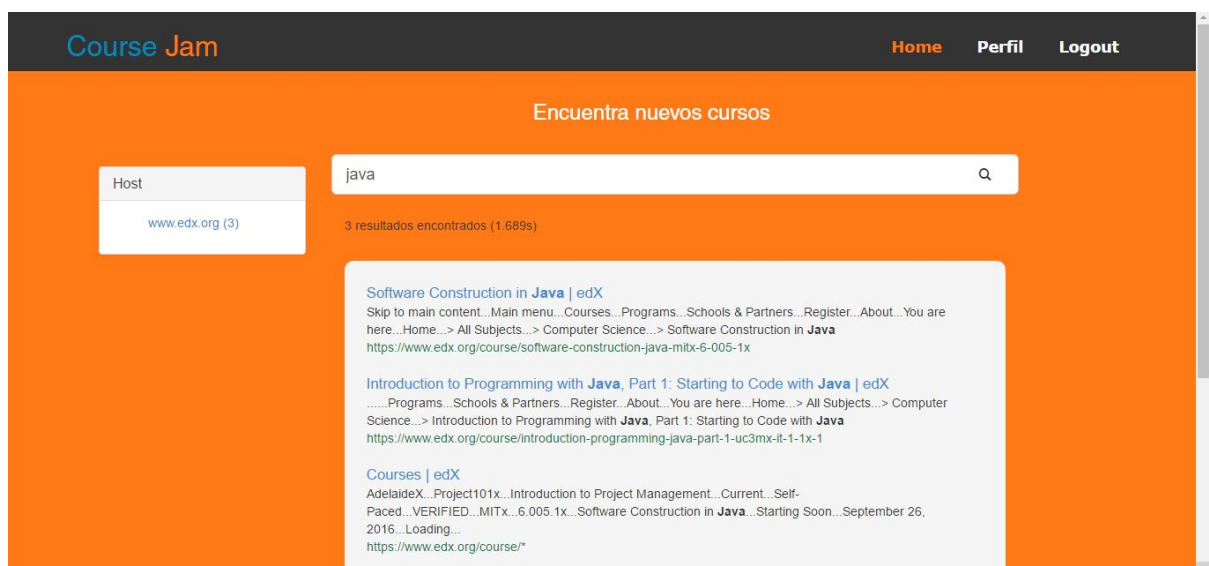 Course Jam
Home Perfil Logout
Encuentra nuevos cursos
Host
www.edx.org (3)
java
3 resultados encontrados (1.689s)
Software Construction in Java | edX
Skip to main content...Main menu...Courses...Programs...Schools & Partners...Register...About...You are
here...Home...> All Subjects...> Computer Science...> Software Construction in Java
https://www.edx.org/course/software-construction-java-mitx-6-005-1x
Introduction to Programming with Java, Part 1: Starting to Code with Java | edX
......Programs...Schools & Partners...Register...About...You are here...Home...> All Subjects...> Computer
Science...> Introduction to Programming with Java, Part 1: Starting to Code with Java
https://www.edx.org/course/introduction-programming-java-part-1-uc3mx-it-1-1x-1
Courses | edX
AdelaideX...Project101x...Introduction to Project Management...Current...Self-
Paced...VERIFIED...MITx...6.005.1x...Software Construction in Java...Starting Soon...September 26,
2016...Loading...
https://www.edx.org/course/*